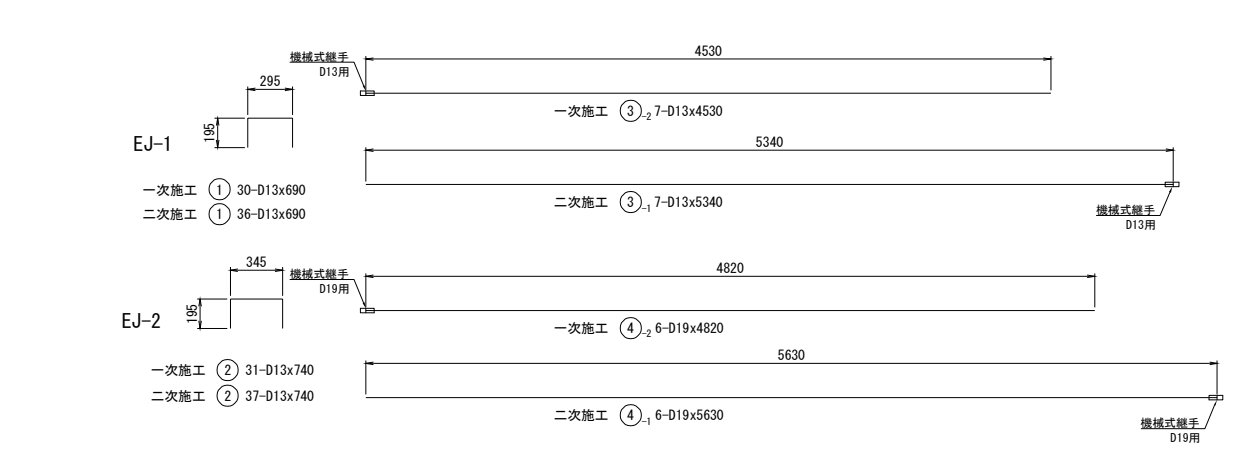 機械式継手
D13用
4530
一次施工 ③-2 7-D13x4530
295
195
EJ-1
一次施工 ① 30-D13x690
二次施工 ① 36-D13x690
5340
二次施工 ③-1 7-D13x5340
機械式継手
D13用
345
195
EJ-2
機械式継手
D19用
4820
一次施工 ④-2 6-D19x4820
一次施工 ② 31-D13x740
二次施工 ② 37-D13x740
5630
二次施工 ④-1 6-D19x5630
機械式継手
D19用